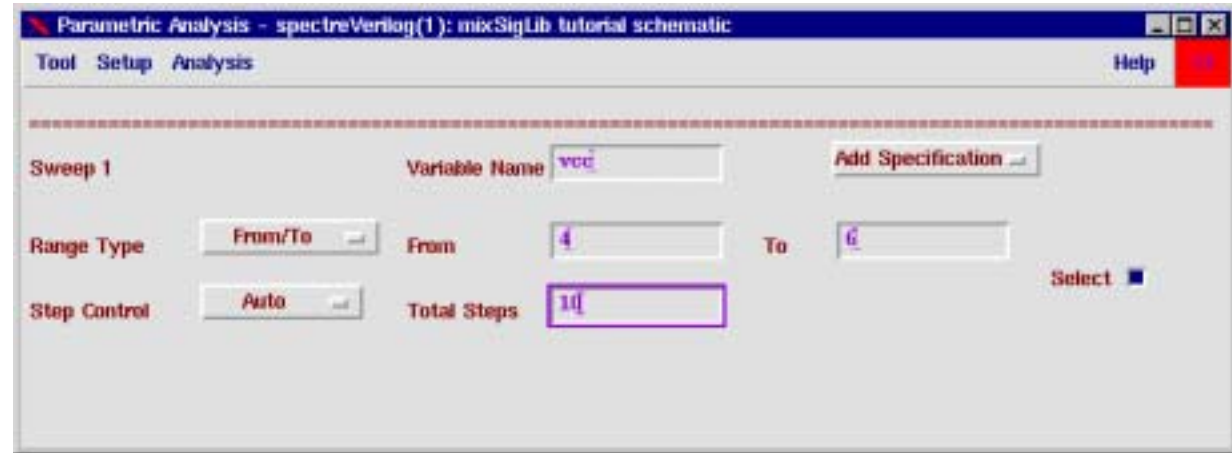 Parametric Analysis - spectreVerilog(1): mixSigLib tutorial schematic
Tool Setup Analysis Help
Sweep 1 Variable Name vcc Add Specification
Range Type From/To From 4 To 6
Select
Step Control Auto Total Steps 10